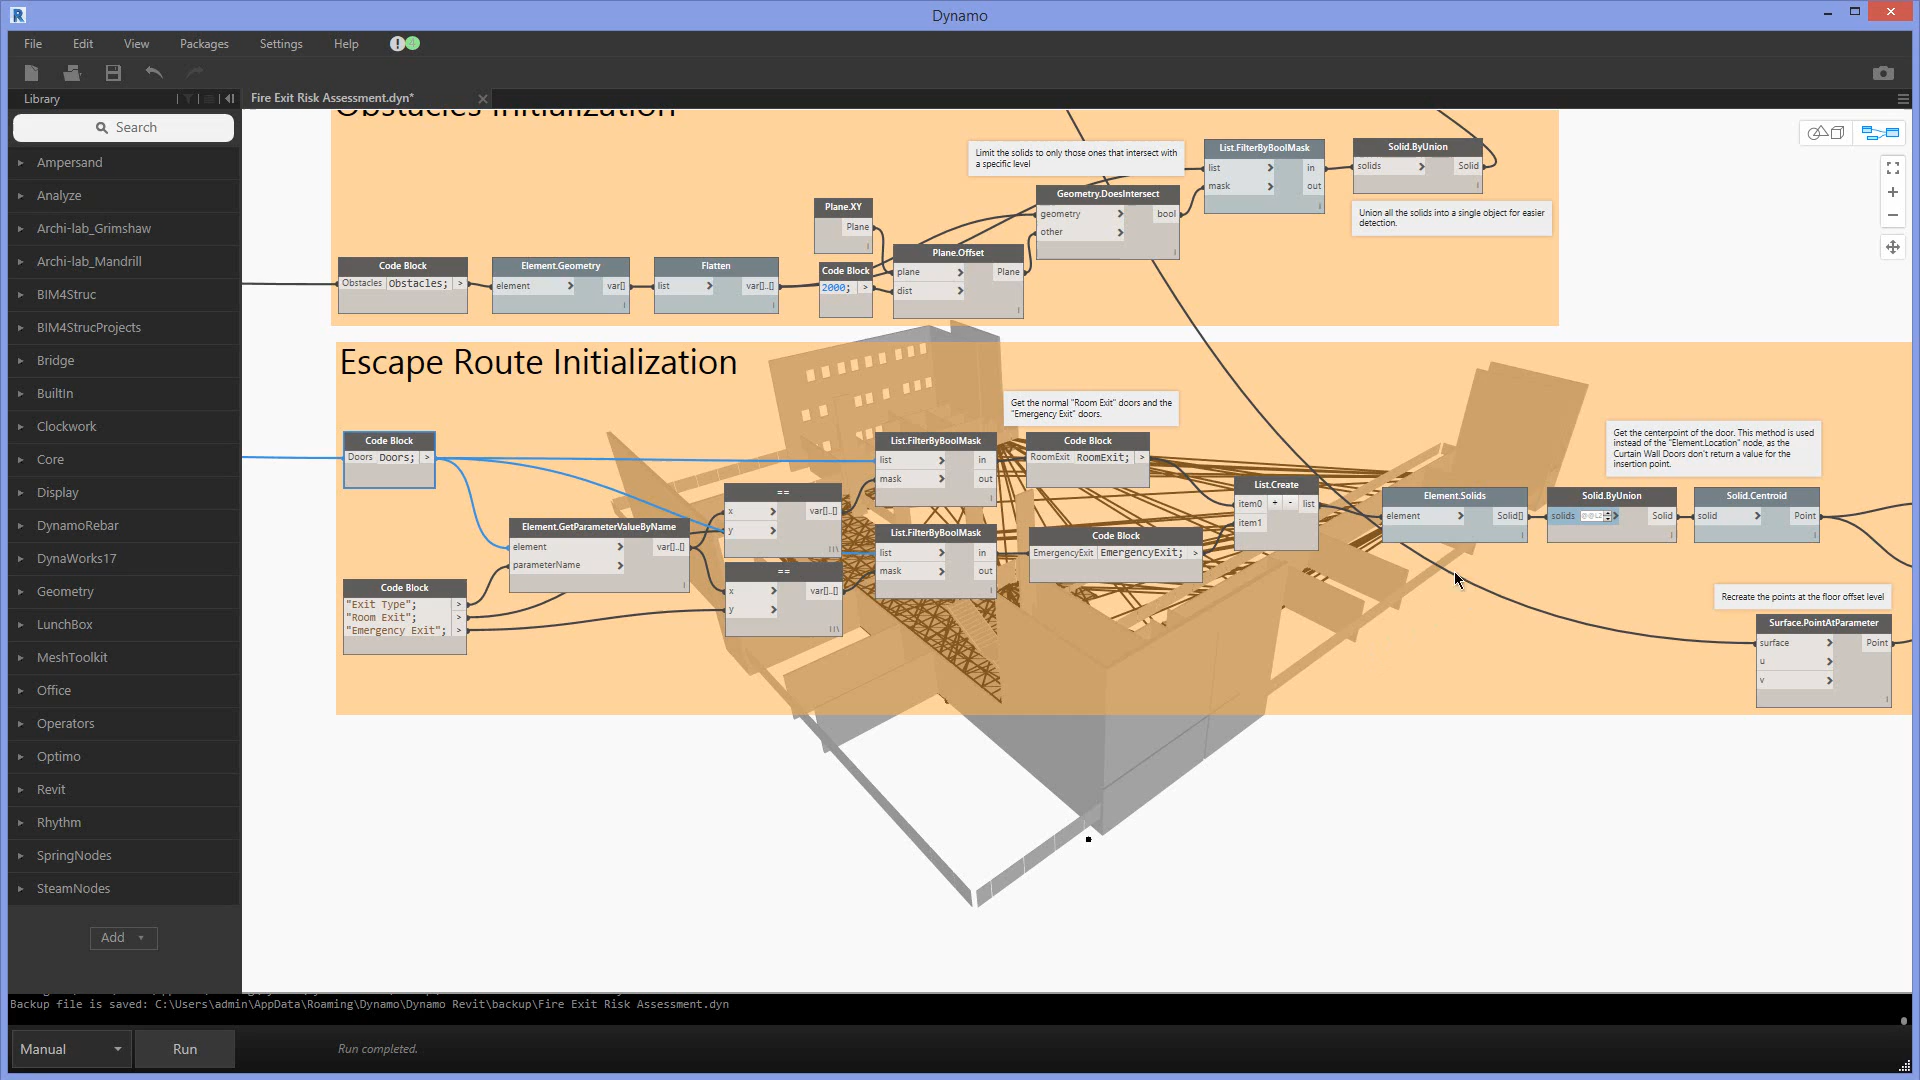 Dynamo
File Edit View Packages Settings Help
Library
Fire Exit Risk Assessment.dyn*
Search
Ampersand
Analyze
Archi-lab_Grimshaw
Archi-lab_Mandrill
BIM4Struc
BIM4StrucProjects
Bridge
BuiltIn
Clockwork
Core
Display
DynamoRebar
DynaWorks17
Geometry
LunchBox
MeshToolkit
Office
Operators
Optimo
Revit
Rhythm
SpringNodes
SteamNodes
Add
Obstacles Initialization
Limit the solids to only those ones that intersect with
a specific level
List.FilterByBoolMask
list > in
mask > out
Solid.ByUnion
solids > Solid
Union all the solids into a single object for easier
detection.
Geometry.DoesIntersect
geometry > bool
other >
Plane.XY
Plane
Plane.Offset
plane > Plane
dist >
Code Block
Obstacles Obstacles; >
Element.Geometry
element > var[]
Flatten
list > var[]..[]
Code Block
2000; >
Escape Route Initialization
Get the normal "Room Exit" doors and the
"Emergency Exit" doors.
Code Block
Doors Doors; >
Element.GetParameterValueByName
element > var[]..[]
parameterName >
Code Block
"Exit Type"; >
"Room Exit"; >
"Emergency Exit"; >
==
x > var[]..[]
y >
==
x > var[]..[]
y >
List.FilterByBoolMask
list > in
mask > out
List.FilterByBoolMask
list > in
mask > out
Code Block
RoomExit RoomExit; >
Code Block
EmergencyExit EmergencyExit; >
List.Create
item0 + - list
item1
Get the centerpoint of the door. This method is used
instead of the "Element.Location" node, as the
Curtain Wall Doors don't return a value for the
insertion point.
Element.Solids
element > Solid[]
Solid.ByUnion
solids > Solid
Solid.Centroid
solid > Point
Recreate the points at the floor offset level
Surface.PointAtParameter
surface > Point
u >
v >
Backup file is saved: C:\Users\admin\AppData\Roaming\Dynamo\Dynamo Revit\backup\Fire Exit Risk Assessment.dyn
Manual Run Run completed.